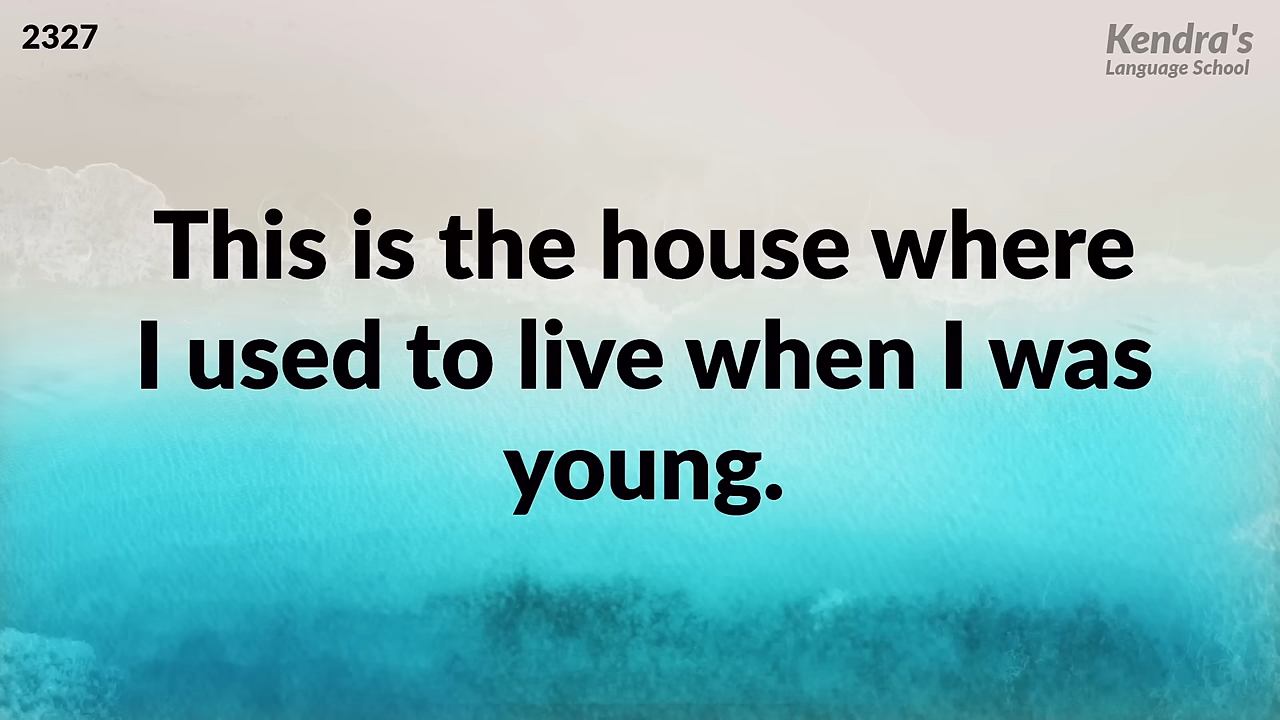 2327
Kendra's
Language School
This is the house where
I used to live when I was
young.